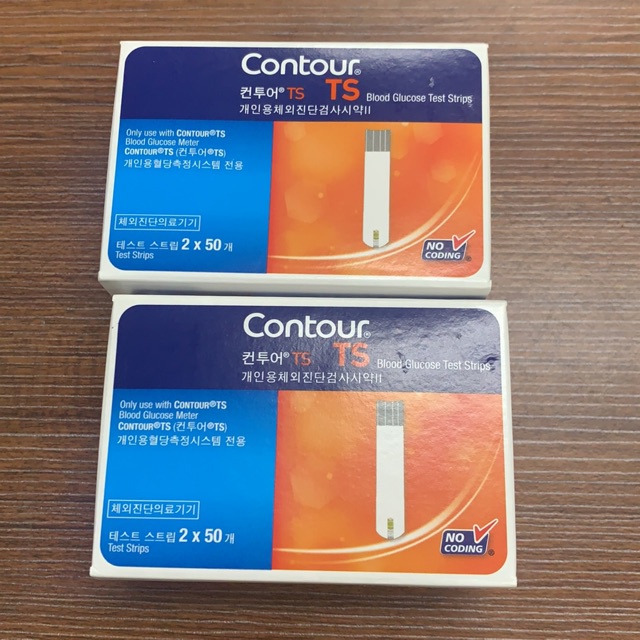 Contour®
컨투어® TS TS Blood Glucose Test Strips
개인용체외진단검사시약II
Only use with CONTOUR®TS
Blood Glucose Meter
CONTOUR®TS (컨투어®TS)
개인용혈당측정시스템 전용
체외진단의료기기
테스트 스트립 2 x 50 개
Test Strips
NO
CODING®
Contour®
컨투어® TS TS Blood Glucose Test Strips
개인용체외진단검사시약II
Only use with CONTOUR®TS
Blood Glucose Meter
CONTOUR®TS (컨투어®TS)
개인용혈당측정시스템 전용
체외진단의료기기
테스트 스트립 2 x 50 개
Test Strips
NO
CODING®